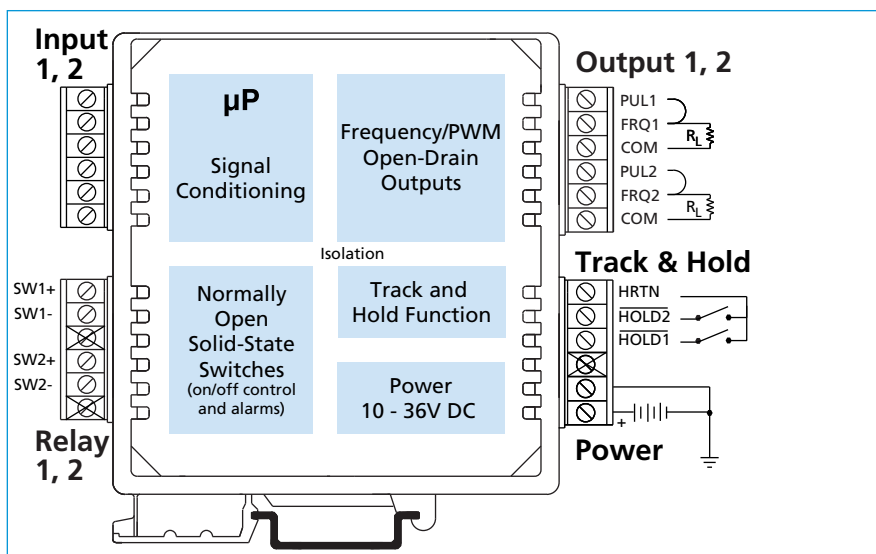 Input
1, 2
µP
Signal
Conditioning
Frequency/PWM
Open-Drain
Outputs
Output 1, 2
PUL1
FRQ1
COM
RL
PUL2
FRQ2
COM
RL
Isolation
SW1+
SW1-
SW2+
SW2-
Relay
1, 2
Normally
Open
Solid-State
Switches
(on/off control
and alarms)
Track and
Hold Function
Power
10 - 36V DC
Track & Hold
HRTN
HOLD2
HOLD1
+
Power